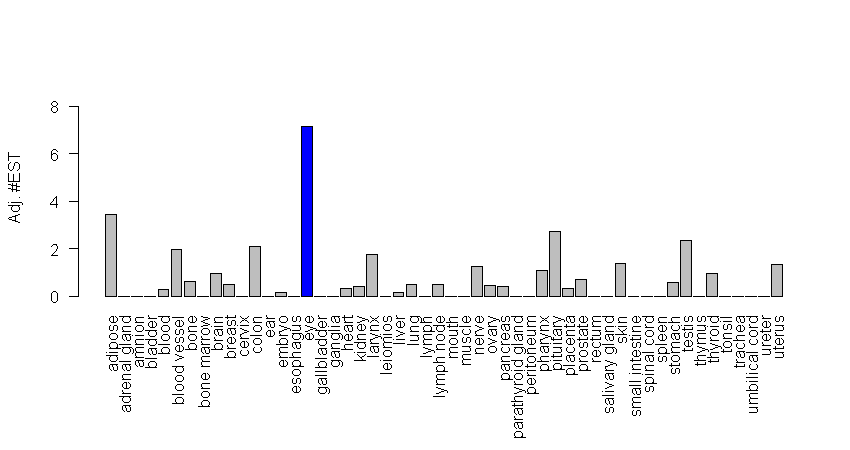 Adj. #EST
8
6
4
2
0
adipose
adrenal gland
amnion
bladder
blood
blood vessel
bone
bone marrow
brain
breast
cervix
colon
ear
embryo
esophagus
eye
gallbladder
ganglia
heart
kidney
larynx
leiomios
liver
lung
lymph
lymph node
mouth
muscle
nerve
ovary
pancreas
parathyroid gland
peritoneum
pharynx
pituitary
placenta
prostate
rectum
salivary gland
skin
small intestine
spinal cord
spleen
stomach
testis
thymus
thyroid
tonsil
trachea
umbilical cord
ureter
uterus